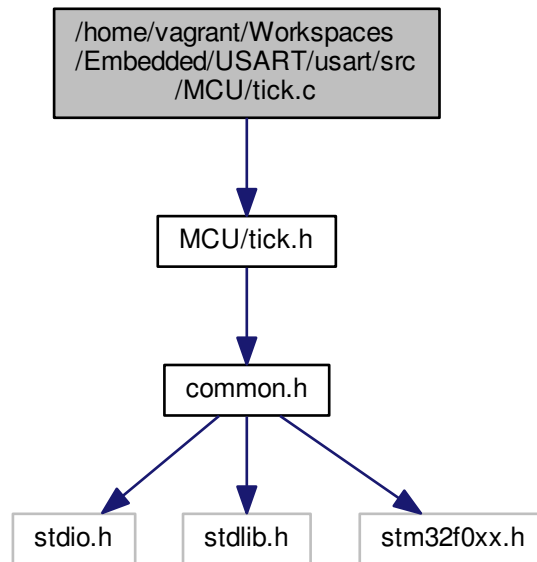 /home/vagrant/Workspaces
/Embedded/USART/usart/src
/MCU/tick.c
MCU/tick.h
common.h
stdio.h
stdlib.h
stm32f0xx.h